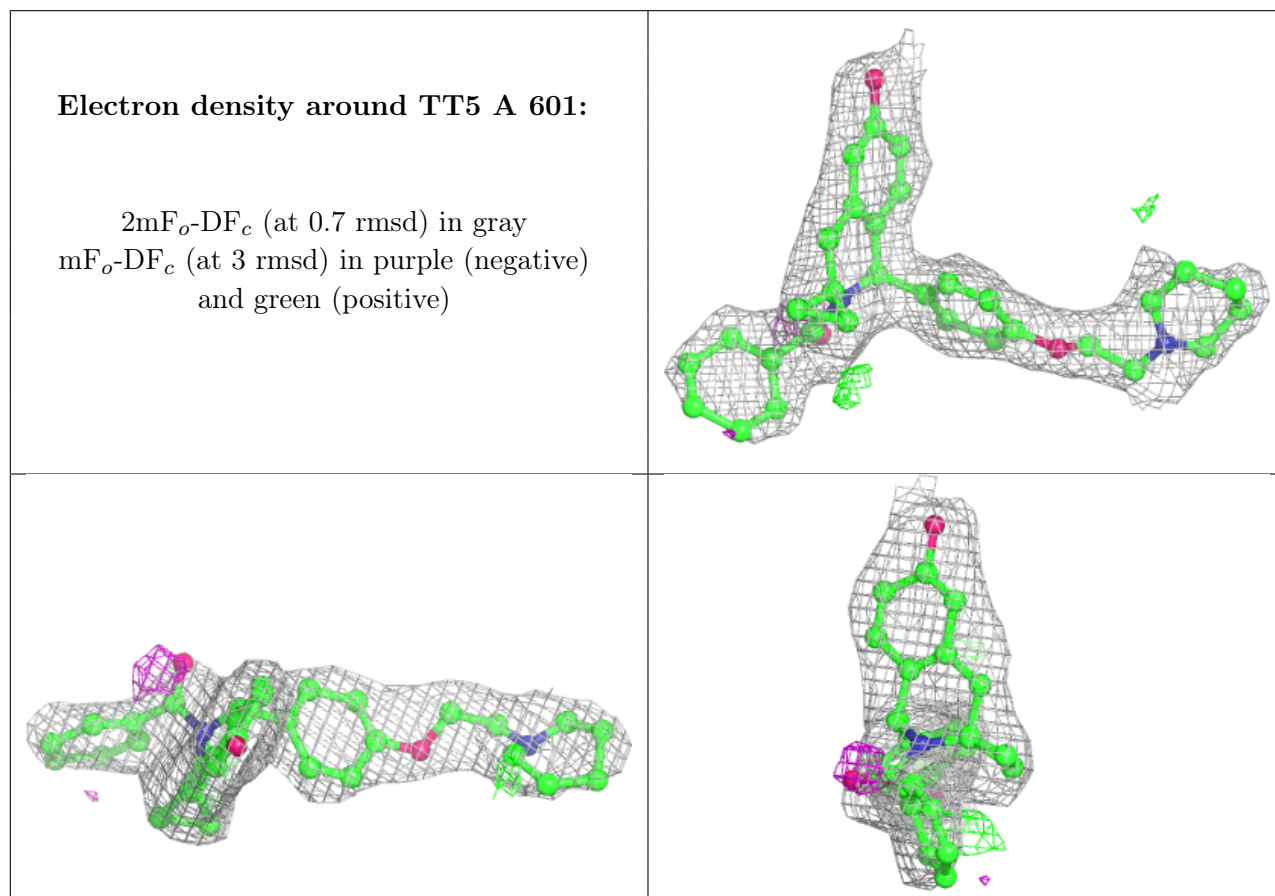 Electron density around TT5 A 601:
2mFo-DFc (at 0.7 rmsd) in gray
mFo-DFc (at 3 rmsd) in purple (negative)
and green (positive)